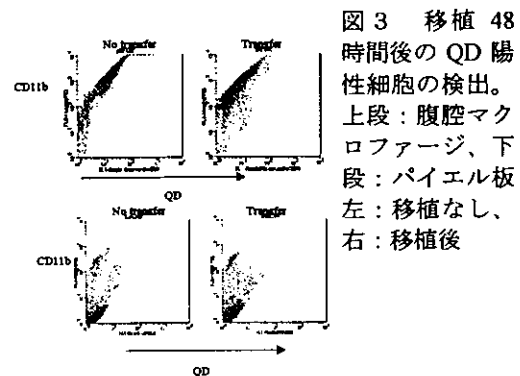 No transfer
Transfer
CD11b
QD
No transfer
Transfer
CD11b
QD
図3 移植 48
時間後の QD 陽
性細胞の検出。
上段：腹腔マク
ロファージ、下
段：パイエル板
左：移植なし、
右：移植後